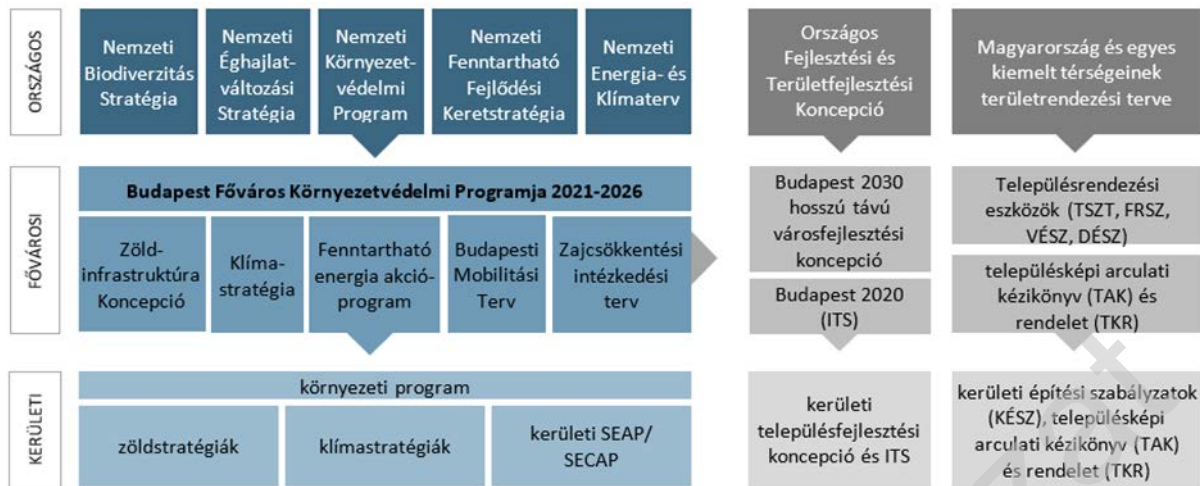 ORSZÁGOS
Nemzeti
Biodiverzitás
Stratégia
Nemzeti
Éghajlat-
változási
Stratégia
Nemzeti
Környezet-
védelmi
Program
Nemzeti
Fenntartható
Fejlődési
Keretstratégia
Nemzeti
Energia- és
Klímaterv
Országos
Fejlesztési és
Területfejlesztési
Koncepció
Magyarország és egyes
kiemelt térségeinek
területrendezési terve
FŐVÁROSI
Budapest Főváros Környezetvédelmi Programja 2021-2026
Zöld-
infrastruktúra
Koncepció
Klíma-
stratégia
Fenntartható
energia akció-
program
Budapesti
Mobilitási
Terv
Zajcsökkentési
intézkedési
terv
Budapest 2030
hosszú távú
városfejlesztési
koncepció
Budapest 2020
(ITS)
Településrendezési
eszközök (TSZT, FRSZ,
VÉSZ, DÉSZ)
településképi arculati
kézikönyv (TAK) és
rendelet (TKR)
KERÜLETI
környezeti program
zöldstratégiák
klímastratégiák
kerületi SEAP/
SECAP
kerületi
településfejlesztési
koncepció és ITS
kerületi építési szabályzatok
(KÉSZ), településképi
arculati kézikönyv (TAK)
és rendelet (TKR)